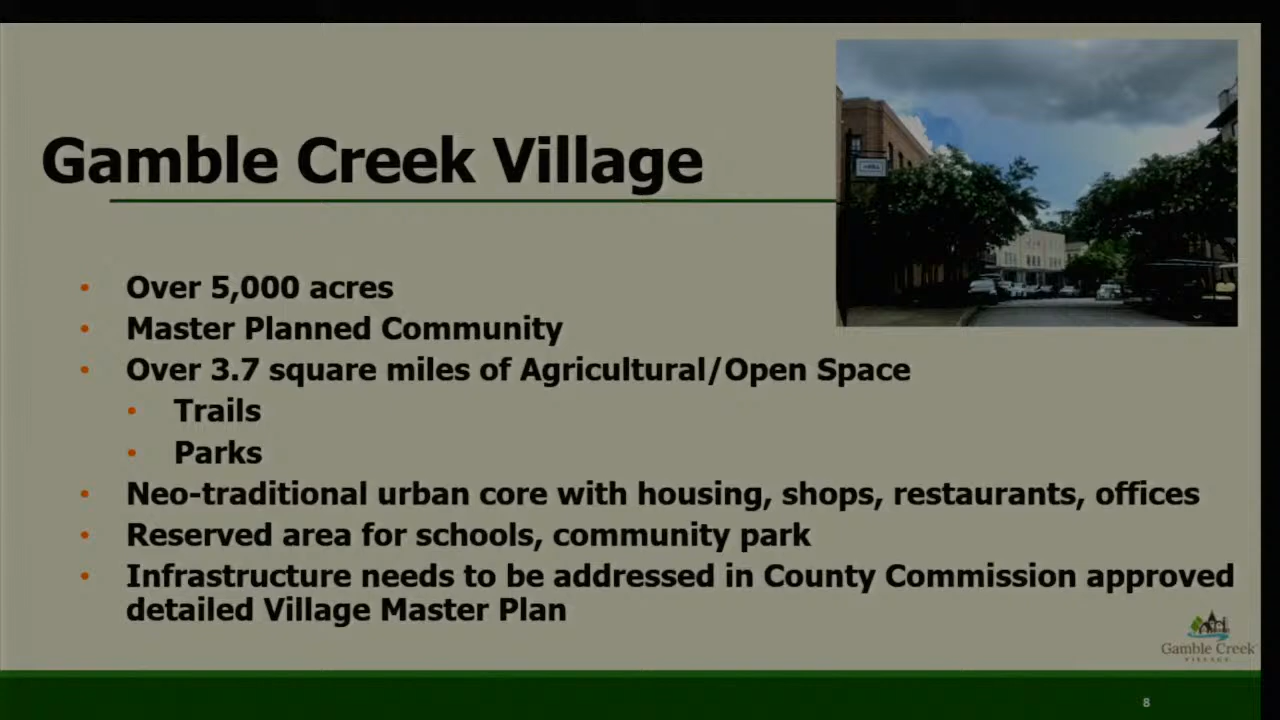 Gamble Creek Village
• Over 5,000 acres
• Master Planned Community
• Over 3.7 square miles of Agricultural/Open Space
• Trails
• Parks
• Neo-traditional urban core with housing, shops, restaurants, offices
• Reserved area for schools, community park
• Infrastructure needs to be addressed in County Commission approved
detailed Village Master Plan
Gamble Creek
VILLAGE
8